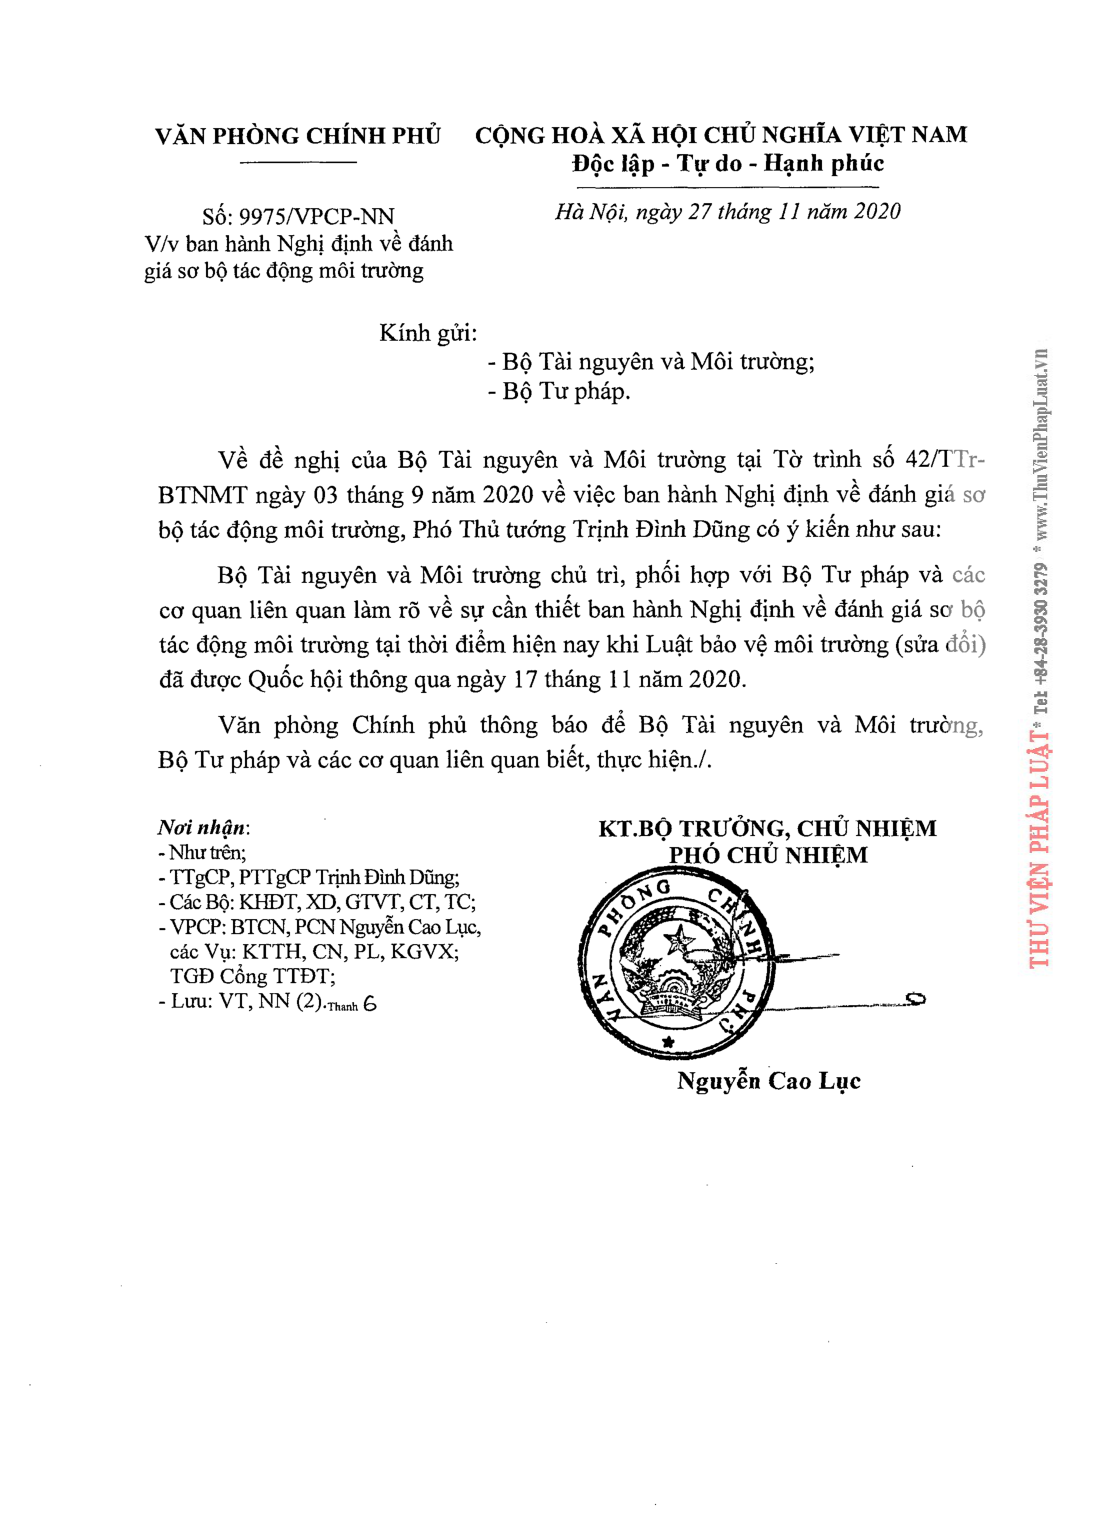 VĂN PHÒNG CHÍNH PHỦ
CỘNG HOÀ XÃ HỘI CHỦ NGHĨA VIỆT NAM
Độc lập - Tự do - Hạnh phúc
Số: 9975/VPCP-NN
V/v ban hành Nghị định về đánh
giá sơ bộ tác động môi trường
Hà Nội, ngày 27 tháng 11 năm 2020
Kính gửi:
- Bộ Tài nguyên và Môi trường;
- Bộ Tư pháp.
Về đề nghị của Bộ Tài nguyên và Môi trường tại Tờ trình số 42/TTr-
BTNMT ngày 03 tháng 9 năm 2020 về việc ban hành Nghị định về đánh giá sơ
bộ tác động môi trường, Phó Thủ tướng Trịnh Đình Dũng có ý kiến như sau:
Bộ Tài nguyên và Môi trường chủ trì, phối hợp với Bộ Tư pháp và các
cơ quan liên quan làm rõ về sự cần thiết ban hành Nghị định về đánh giá sơ bộ
tác động môi trường tại thời điểm hiện nay khi Luật bảo vệ môi trường (sửa đổi)
đã được Quốc hội thông qua ngày 17 tháng 11 năm 2020.
Văn phòng Chính phủ thông báo để Bộ Tài nguyên và Môi trường,
Bộ Tư pháp và các cơ quan liên quan biết, thực hiện./.
Nơi nhận:
- Như trên;
- TTgCP, PTTgCP Trịnh Đình Dũng;
- Các Bộ: KHĐT, XD, GTVT, CT, TC;
- VPCP: BTCN, PCN Nguyễn Cao Lục,
các Vụ: KTTH, CN, PL, KGVX;
TGĐ Cổng TTĐT;
- Lưu: VT, NN (2).Thanh 6
KT.BỘ TRƯỞNG, CHỦ NHIỆM
PHÓ CHỦ NHIỆM
VĂN PHÒNG CHÍNH PHỦ
Nguyễn Cao Lục
THƯ VIỆN PHÁP LUẬT * Tel: +84-28-3930 3279 * www.ThuVienPhapLuat.vn